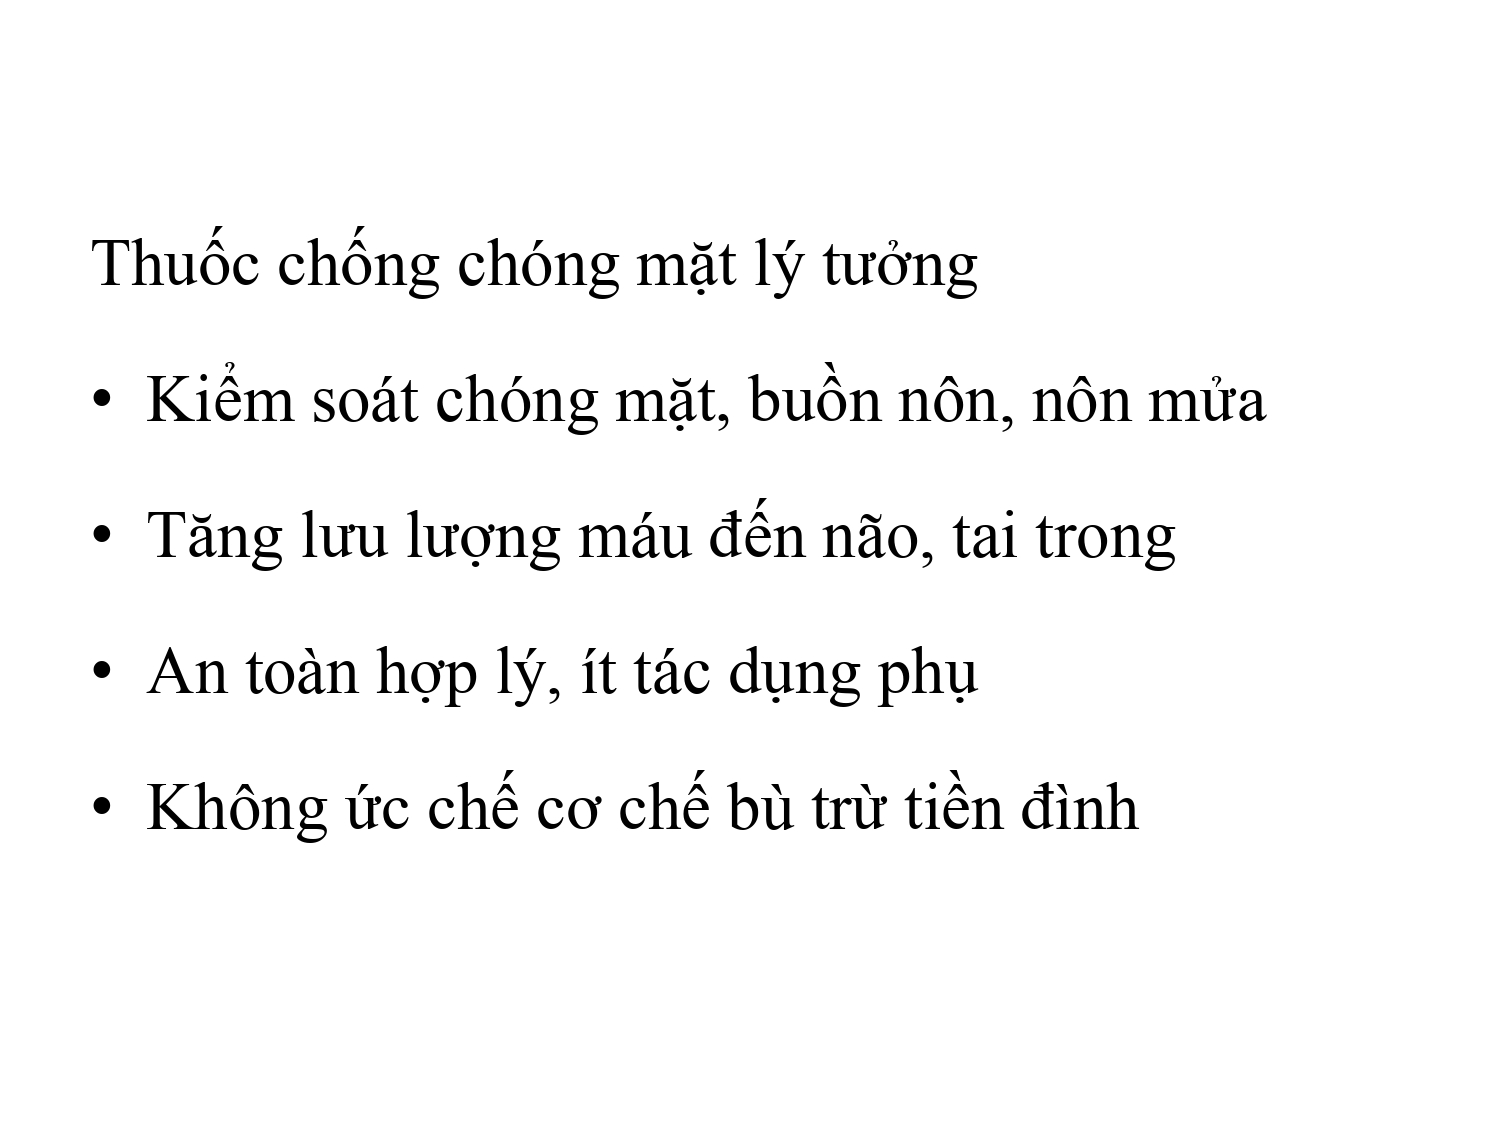 Thuốc chống chóng mặt lý tưởng
• Kiểm soát chóng mặt, buồn nôn, nôn mửa
• Tăng lưu lượng máu đến não, tai trong
• An toàn hợp lý, ít tác dụng phụ
• Không ức chế cơ chế bù trừ tiền đình